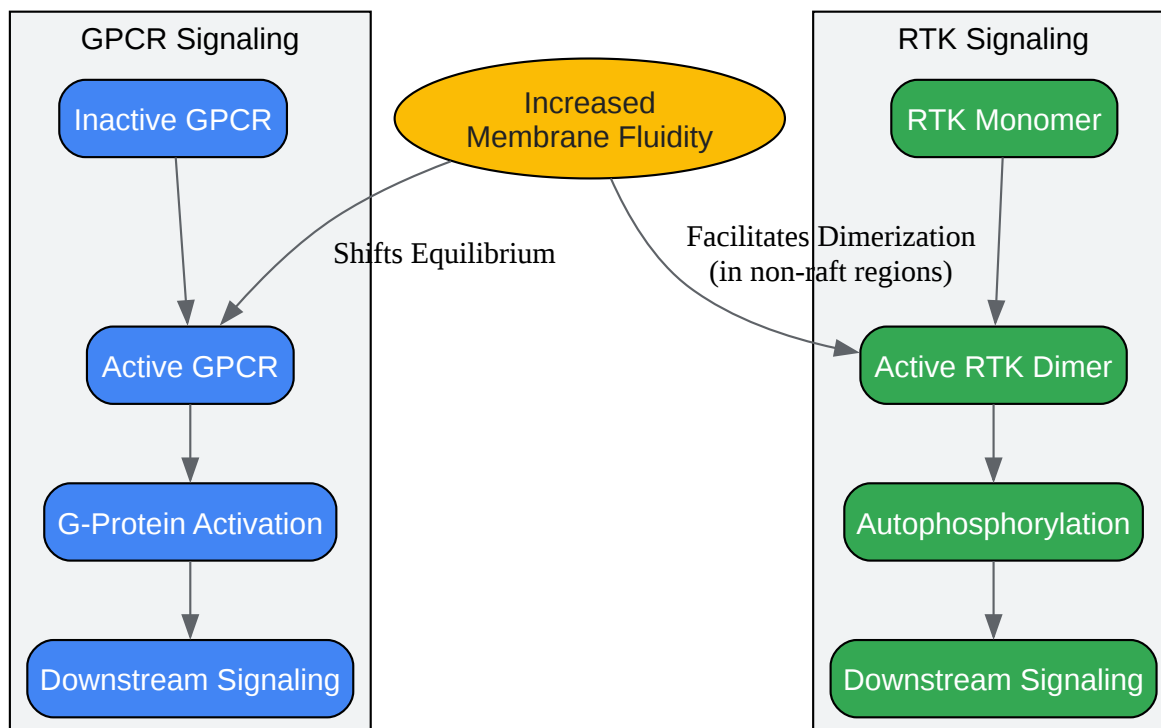 GPCR Signaling
RTK Signaling
Inactive GPCR
Increased
Membrane Fluidity
RTK Monomer
Shifts Equilibrium
Facilitates Dimerization
(in non-raft regions)
Active GPCR
Active RTK Dimer
G-Protein Activation
Autophosphorylation
Downstream Signaling
Downstream Signaling